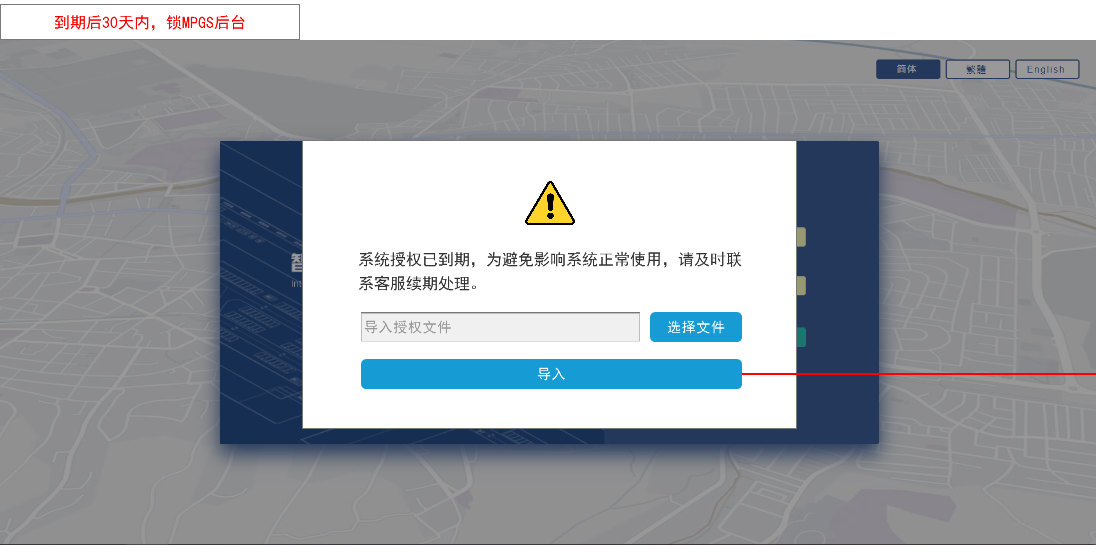 到期后30天内，锁MPGS后台
简体
繁體
English
智
Int
系统授权已到期，为避免影响系统正常使用，请及时联
系客服续期处理。
导入授权文件
选择文件
导入